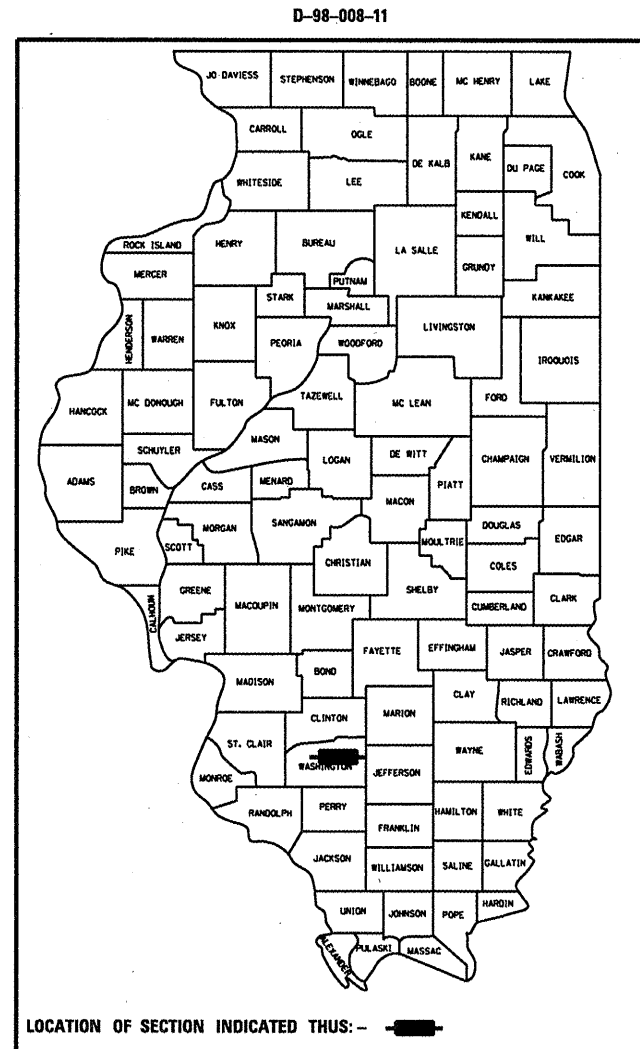 D-98-008-11
JO DAVIESS STEPHENSON WINNEBAGO BOONE MC HENRY LAKE
CARROLL OGLE DE KALB KANE DU PAGE COOK
WHITESIDE LEE
KENDALL
ROCK ISLAND HENRY BUREAU LA SALLE WILL
MERCER PUTNAM GRUNDY
STARK MARSHALL KANKAKEE
HENDERSON WARREN KNOX PEORIA WOODFORD LIVINGSTON IROQUOIS
HANCOCK MC DONOUGH FULTON TAZEWELL MC LEAN FORD
MASON
SCHUYLER LOGAN DE WITT CHAMPAIGN VERMILION
ADAMS BROWN CASS MENARD MACON PIATT
PIKE SCOTT MORGAN SANGAMON MOULTRIE DOUGLAS EDGAR
CHRISTIAN COLES
CALHOUN GREENE MACOUPIN MONTGOMERY SHELBY CUMBERLAND CLARK
JERSEY FAYETTE EFFINGHAM JASPER CRAWFORD
MADISON BOND
CLAY RICHLAND LAWRENCE
CLINTON MARION
ST. CLAIR WAYNE EDWARDS WABASH
MONROE WASHINGTON JEFFERSON
RANDOLPH PERRY HAMILTON WHITE
FRANKLIN
JACKSON WILLIAMSON SALINE GALLATIN
UNION JOHNSON POPE HARDIN
ALEXANDER PULASKI MASSAC
LOCATION OF SECTION INDICATED THUS: -